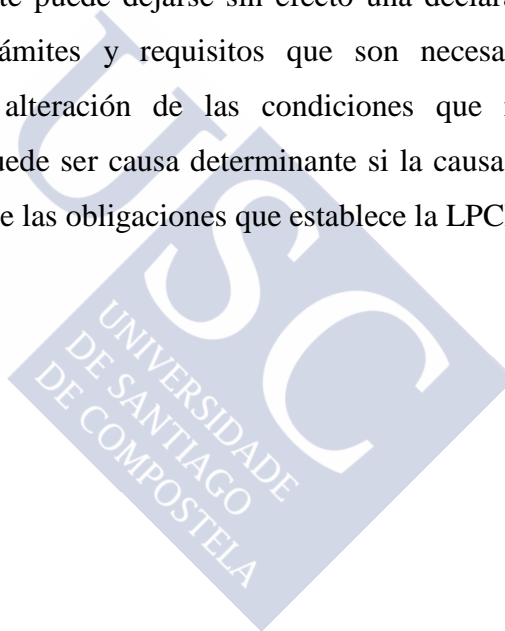 te puede dejarse sin efecto una declara
ámites y requisitos que son necesa
alteración de las condiciones que
uede ser causa determinante si la causa
e las obligaciones que establece la LPC
USC
UNIVERSIDADE
DE SANTIAGO
DE COMPOSTELA